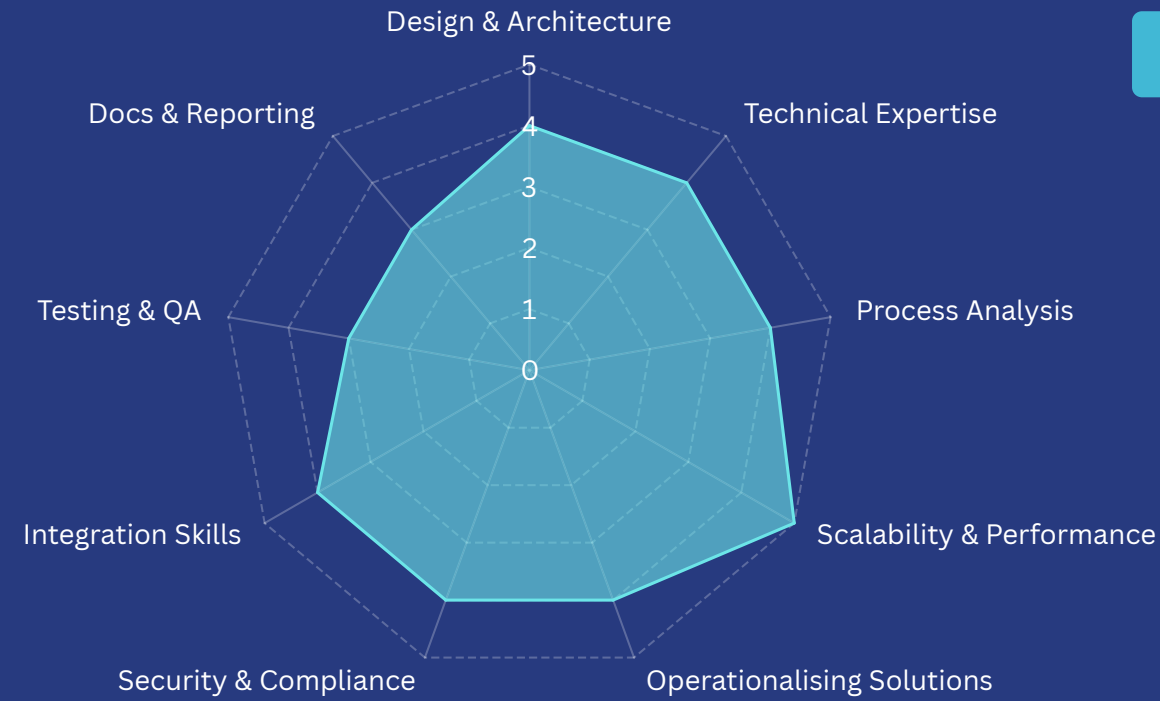 Design & Architecture
5
Docs & Reporting
Technical Expertise
4
3
2
Testing & QA
1
Process Analysis
0
Integration Skills
Scalability & Performance
Security & Compliance
Operationalising Solutions